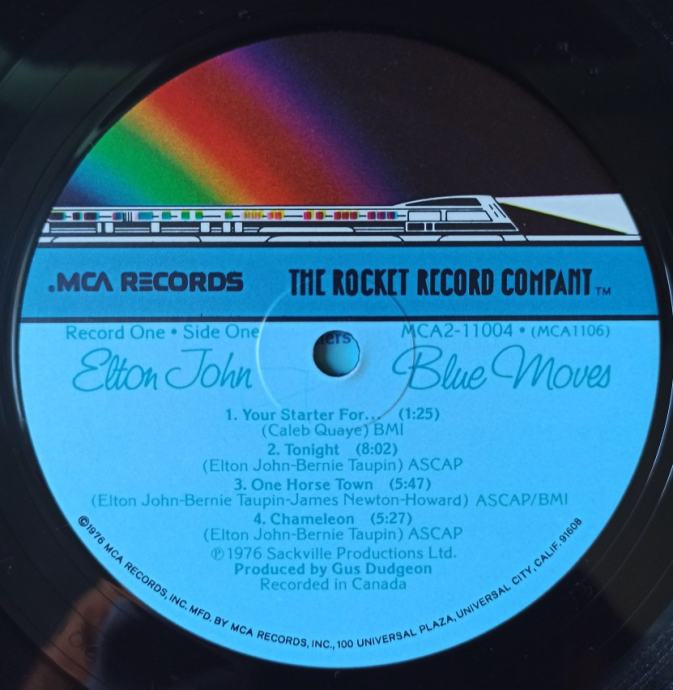 .MCA RECORDS THE ROCKET RECORD COMPANY™
Record One • Side One MCA2-11004 • (MCA1106)
Elton John Blue Moves
1. Your Starter For... (1:25)
(Caleb Quaye) BMI
2. Tonight (8:02)
(Elton John-Bernie Taupin) ASCAP
3. One Horse Town (5:47)
(Elton John-Bernie Taupin-James Newton-Howard) ASCAP/BMI
4. Chameleon (5:27)
(Elton John-Bernie Taupin) ASCAP
℗1976 Sackville Productions Ltd.
Produced by Gus Dudgeon
Recorded in Canada
©1976 MCA RECORDS, INC. MFD. BY MCA RECORDS, INC., 100 UNIVERSAL PLAZA, UNIVERSAL CITY, CALIF. 91608